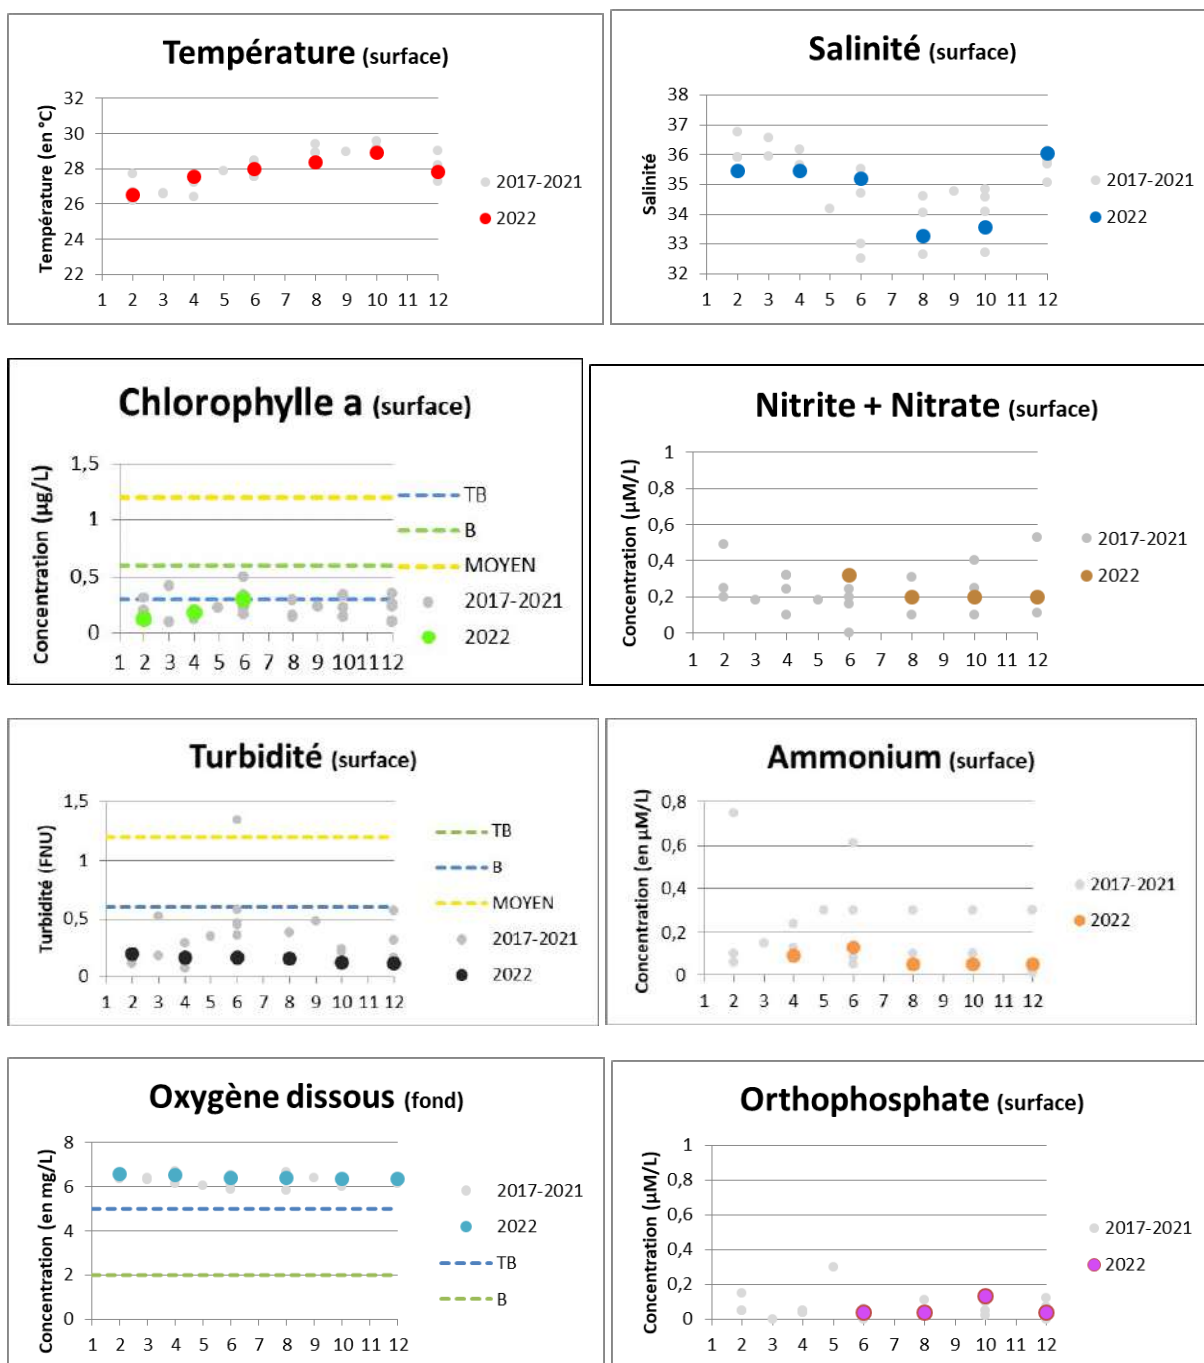 Température (surface)
Température (en °C)
32
30
28
26
24
22
1 2 3 4 5 6 7 8 9 10 11 12
2017-2021
2022
Salinité (surface)
Salinité
38
37
36
35
34
33
32
1 2 3 4 5 6 7 8 9 10 11 12
2017-2021
2022
Chlorophylle a (surface)
Concentration (µg/L)
1,5
1
0,5
0
1 2 3 4 5 6 7 8 9 10 11 12
TB
B
MOYEN
2017-2021
2022
Nitrite + Nitrate (surface)
Concentration (µM/L)
1
0,8
0,6
0,4
0,2
0
1 2 3 4 5 6 7 8 9 10 11 12
2017-2021
2022
Turbidité (surface)
Turbidité (FNU)
1,5
1
0,5
0
1 2 3 4 5 6 7 8 9 10 11 12
TB
B
MOYEN
2017-2021
2022
Ammonium (surface)
Concentration (en µM/L)
0,8
0,6
0,4
0,2
0
1 2 3 4 5 6 7 8 9 10 11 12
2017-2021
2022
Oxygène dissous (fond)
Concentration (en mg/L)
8
6
4
2
0
1 2 3 4 5 6 7 8 9 10 11 12
2017-2021
2022
TB
B
Orthophosphate (surface)
Concentration (µM/L)
1
0,8
0,6
0,4
0,2
0
1 2 3 4 5 6 7 8 9 10 11 12
2017-2021
2022